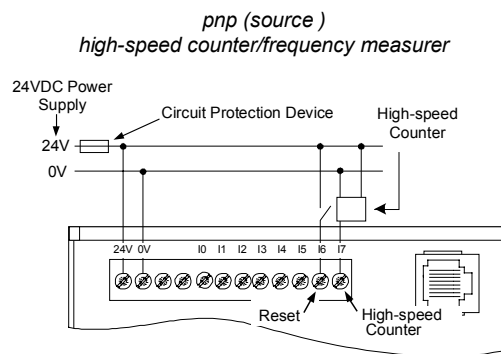 pnp (source )
high-speed counter/frequency measurer
24VDC Power
Supply
Circuit Protection Device
High-speed
Counter
24V
0V
24V 0V I0 I1 I2 I3 I4 I5 I6 I7
Reset
High-speed
Counter